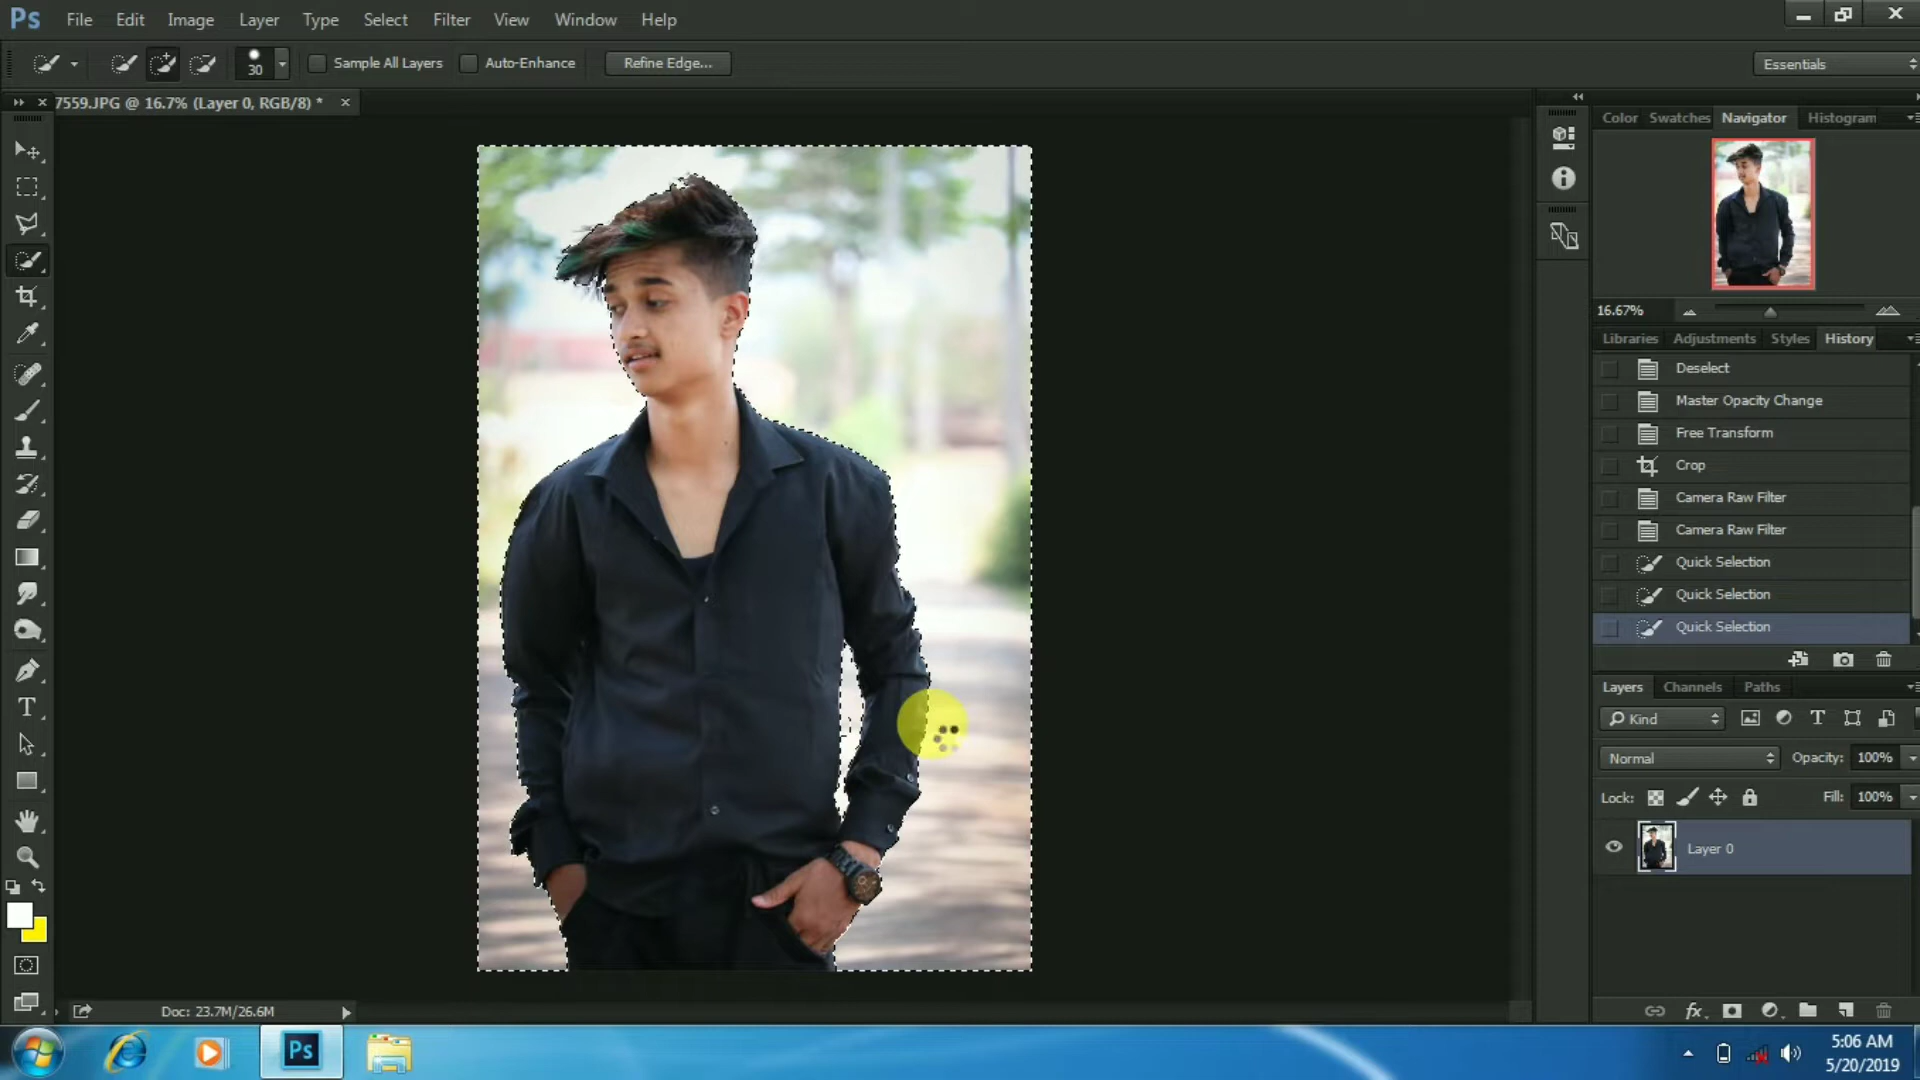 Ps File Edit Image Layer Type Select Filter View Window Help
30 Sample All Layers Auto-Enhance Refine Edge... Essentials
7559.JPG @ 16.7% (Layer 0, RGB/8) *
Color Swatches Navigator Histogram
16.67%
Libraries Adjustments Styles History
Deselect
Master Opacity Change
Free Transform
Crop
Camera Raw Filter
Camera Raw Filter
Quick Selection
Quick Selection
Quick Selection
Layers Channels Paths
Kind
Normal Opacity: 100%
Lock: Fill: 100%
Layer 0
Doc: 23.7M/26.6M
fx
Ps
5:06 AM
5/20/2019